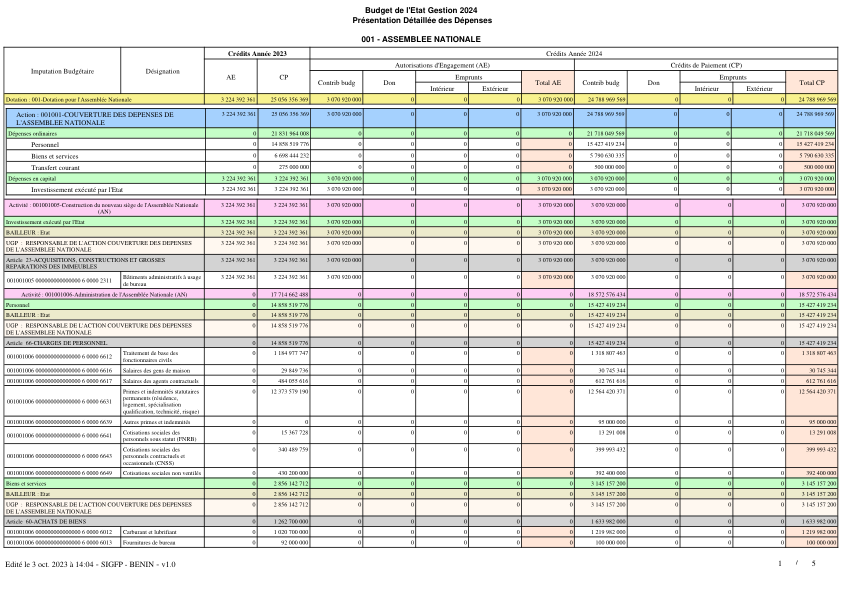 Budget de l'Etat Gestion 2024
Présentation Détaillée des Dépenses
001 - ASSEMBLEE NATIONALE
Imputation Budgétaire Désignation Crédits Année 2023 Crédits Année 2024
Autorisations d'Engagement (AE) Crédits de Paiement (CP)
AE CP Contrib budg Don Emprunts Total AE Contrib budg Don Emprunts Total CP
Intérieur Extérieur Intérieur Extérieur
Dotation : 001-Dotation pour l'Assemblée Nationale 3 224 392 361 25 056 356 369 3 070 920 000 0 0 0 3 070 920 000 24 788 969 569 0 0 0 24 788 969 569
Action : 001001-COUVERTURE DES DEPENSES DE 3 224 392 361 25 056 356 369 3 070 920 000 0 0 0 3 070 920 000 24 788 969 569 0 0 0 24 788 969 569
L'ASSEMBLEE NATIONALE
Dépenses ordinaires 0 21 831 964 008 0 0 0 0 0 21 718 049 569 0 0 0 21 718 049 569
Personnel 0 14 858 519 776 0 0 0 0 0 15 427 419 234 0 0 0 15 427 419 234
Biens et services 0 6 698 444 232 0 0 0 0 0 5 790 630 335 0 0 0 5 790 630 335
Transfert courant 0 275 000 000 0 0 0 0 0 500 000 000 0 0 0 500 000 000
Dépenses en capital 3 224 392 361 3 224 392 361 3 070 920 000 0 0 0 3 070 920 000 3 070 920 000 0 0 0 3 070 920 000
Investissement exécuté par l'Etat 3 224 392 361 3 224 392 361 3 070 920 000 0 0 0 3 070 920 000 3 070 920 000 0 0 0 3 070 920 000
Activité : 001001005-Construction du nouveau siège de l'Assemblée Nationale 3 224 392 361 3 224 392 361 3 070 920 000 0 0 0 3 070 920 000 3 070 920 000 0 0 0 3 070 920 000
(AN)
Investissement exécuté par l'Etat 3 224 392 361 3 224 392 361 3 070 920 000 0 0 0 3 070 920 000 3 070 920 000 0 0 0 3 070 920 000
BAILLEUR : Etat 3 224 392 361 3 224 392 361 3 070 920 000 0 0 0 3 070 920 000 3 070 920 000 0 0 0 3 070 920 000
UGP : RESPONSABLE DE L'ACTION COUVERTURE DES DEPENSES 3 224 392 361 3 224 392 361 3 070 920 000 0 0 0 3 070 920 000 3 070 920 000 0 0 0 3 070 920 000
DE L'ASSEMBLEE NATIONALE
Article 23-ACQUISITIONS, CONSTRUCTIONS ET GROSSES 3 224 392 361 3 224 392 361 3 070 920 000 0 0 0 3 070 920 000 3 070 920 000 0 0 0 3 070 920 000
REPARATIONS DES IMMEUBLES
001001005 0000000000000000 6 0000 2311 Bâtiments administratifs à usage 3 224 392 361 3 224 392 361 3 070 920 000 0 0 0 3 070 920 000 3 070 920 000 0 0 0 3 070 920 000
de bureau
Activité : 001001006-Administration de l'Assemblée Nationale (AN) 0 17 714 662 488 0 0 0 0 0 18 572 576 434 0 0 0 18 572 576 434
Personnel 0 14 858 519 776 0 0 0 0 0 15 427 419 234 0 0 0 15 427 419 234
BAILLEUR : Etat 0 14 858 519 776 0 0 0 0 0 15 427 419 234 0 0 0 15 427 419 234
UGP : RESPONSABLE DE L'ACTION COUVERTURE DES DEPENSES 0 14 858 519 776 0 0 0 0 0 15 427 419 234 0 0 0 15 427 419 234
DE L'ASSEMBLEE NATIONALE
Article 66-CHARGES DE PERSONNEL 0 14 858 519 776 0 0 0 0 0 15 427 419 234 0 0 0 15 427 419 234
001001006 0000000000000000 6 0000 6612 Traitement de base des 0 1 184 977 747 0 0 0 0 0 1 318 807 463 0 0 0 1 318 807 463
fonctionnaires civils
001001006 0000000000000000 6 0000 6616 Salaires des gens de maison 0 29 849 736 0 0 0 0 0 30 745 344 0 0 0 30 745 344
001001006 0000000000000000 6 0000 6617 Salaires des agents contractuels 0 484 055 616 0 0 0 0 0 612 761 616 0 0 0 612 761 616
001001006 0000000000000000 6 0000 6631 Primes et indemnités statutaires 0 12 373 579 190 0 0 0 0 0 12 564 420 371 0 0 0 12 564 420 371
permanents (résidence,
logement, spécialisation
qualification, technicité, risque)
001001006 0000000000000000 6 0000 6639 Autres primes et indemnités 0 0 0 0 0 0 0 95 000 000 0 0 0 95 000 000
001001006 0000000000000000 6 0000 6641 Cotisations sociales des 0 15 367 728 0 0 0 0 0 13 291 008 0 0 0 13 291 008
personnels sous statut (FNRB)
001001006 0000000000000000 6 0000 6643 Cotisations sociales des 0 340 489 759 0 0 0 0 0 399 993 432 0 0 0 399 993 432
personnels contractuels et
occasionnels (CNSS)
001001006 0000000000000000 6 0000 6649 Cotisations sociales non ventilés 0 430 200 000 0 0 0 0 0 392 400 000 0 0 0 392 400 000
Biens et services 0 2 856 142 712 0 0 0 0 0 3 145 157 200 0 0 0 3 145 157 200
BAILLEUR : Etat 0 2 856 142 712 0 0 0 0 0 3 145 157 200 0 0 0 3 145 157 200
UGP : RESPONSABLE DE L'ACTION COUVERTURE DES DEPENSES 0 2 856 142 712 0 0 0 0 0 3 145 157 200 0 0 0 3 145 157 200
DE L'ASSEMBLEE NATIONALE
Article 60-ACHATS DE BIENS 0 1 262 700 000 0 0 0 0 0 1 633 982 000 0 0 0 1 633 982 000
001001006 0000000000000000 6 0000 6012 Carburant et lubrifiant 0 1 020 700 000 0 0 0 0 0 1 219 982 000 0 0 0 1 219 982 000
001001006 0000000000000000 6 0000 6013 Fournitures de bureau 0 92 000 000 0 0 0 0 0 100 000 000 0 0 0 100 000 000
Edité le 3 oct. 2023 à 14:04 - SIGFP - BENIN - v1.0 1 / 5